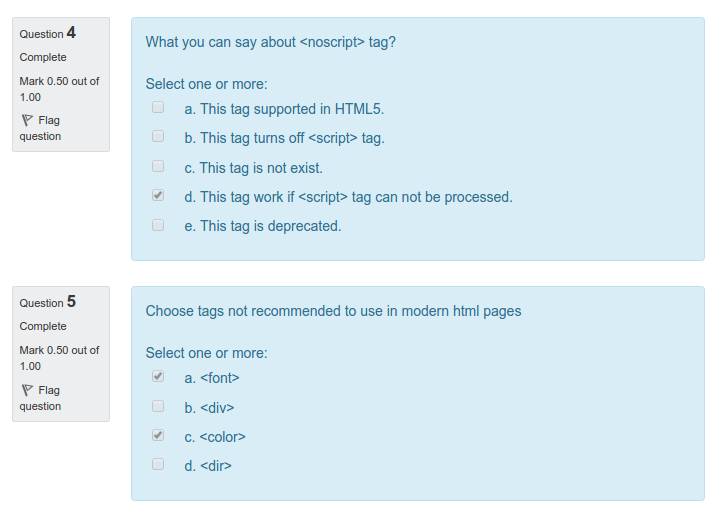 Question 4
Complete
Mark 0.50 out of
1.00
Flag
question
What you can say about <noscript> tag?
Select one or more:
a. This tag supported in HTML5.
b. This tag turns off <script> tag.
c. This tag is not exist.
d. This tag work if <script> tag can not be processed.
e. This tag is deprecated.
Question 5
Complete
Mark 0.50 out of
1.00
Flag
question
Choose tags not recommended to use in modern html pages
Select one or more:
a. <font>
b. <div>
c. <color>
d. <dir>